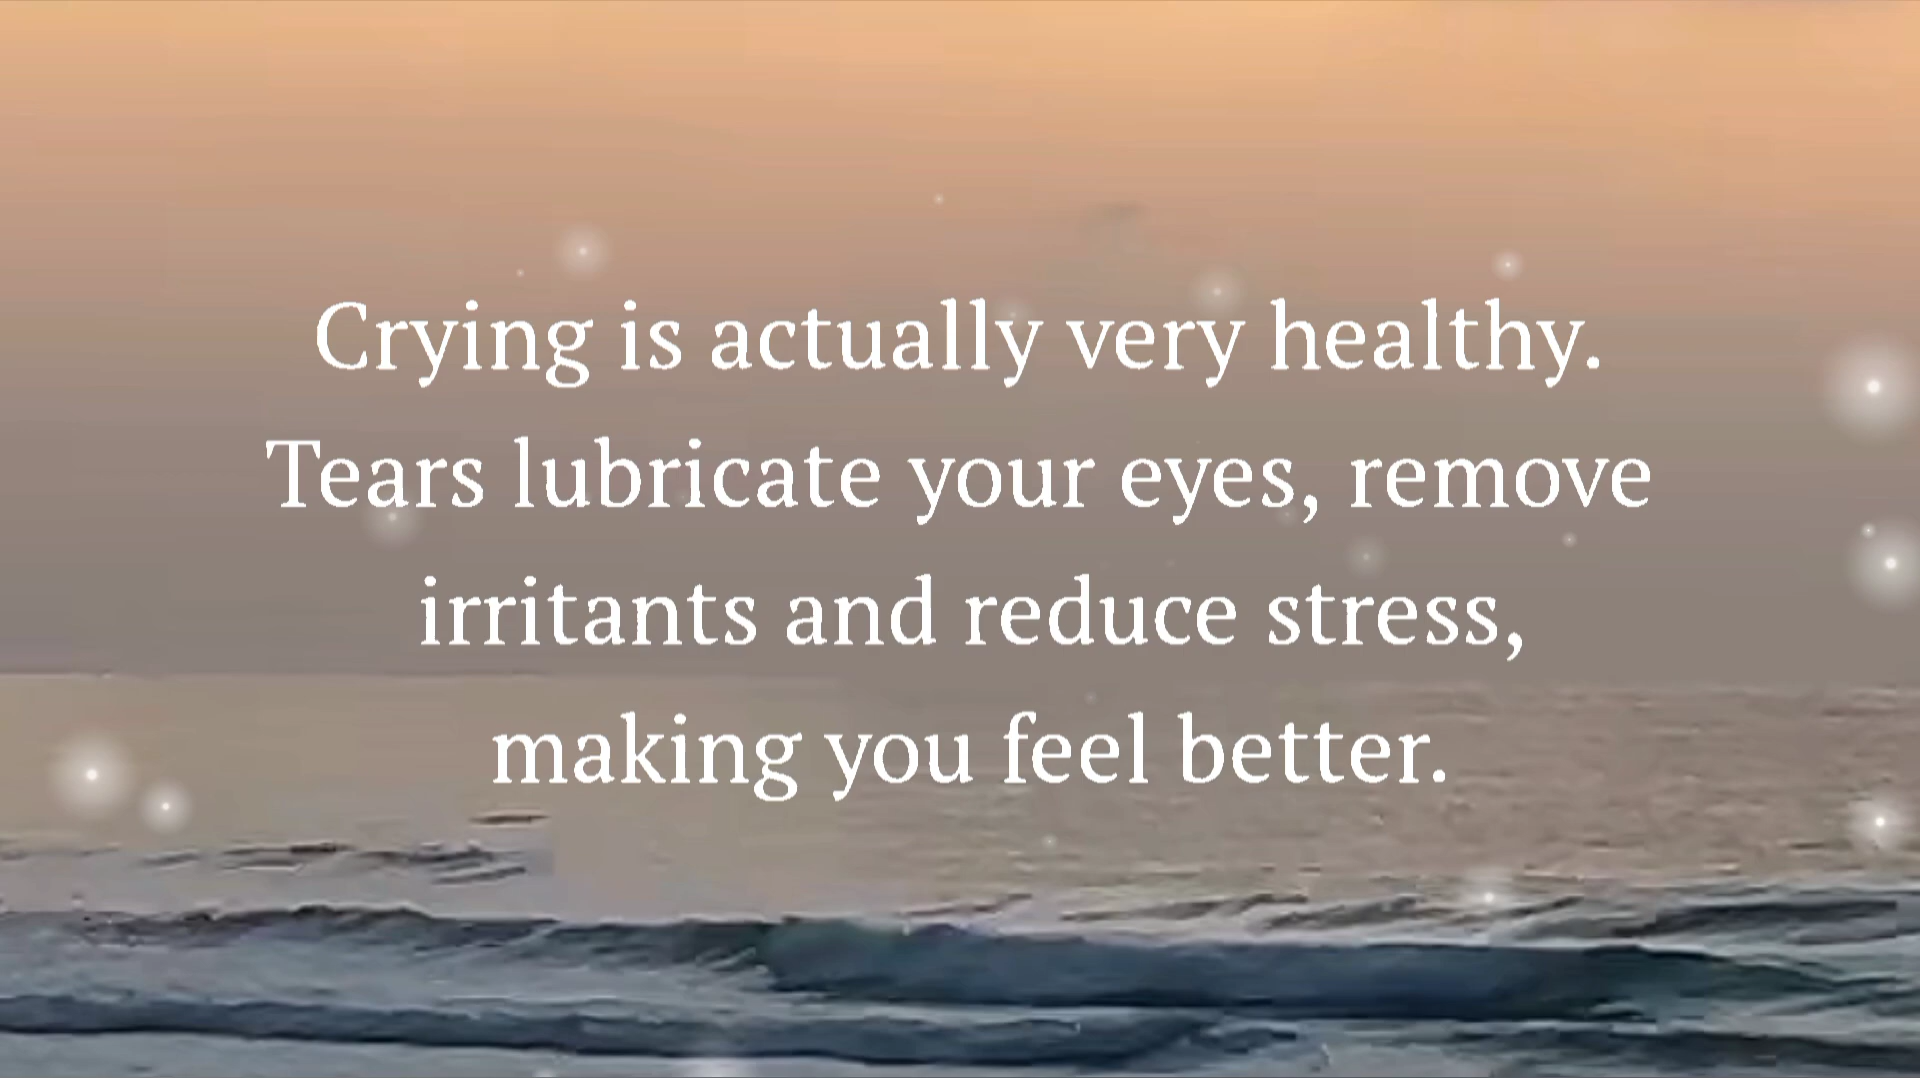 Crying is actually very healthy.
Tears lubricate your eyes, remove
irritants and reduce stress,
making you feel better.